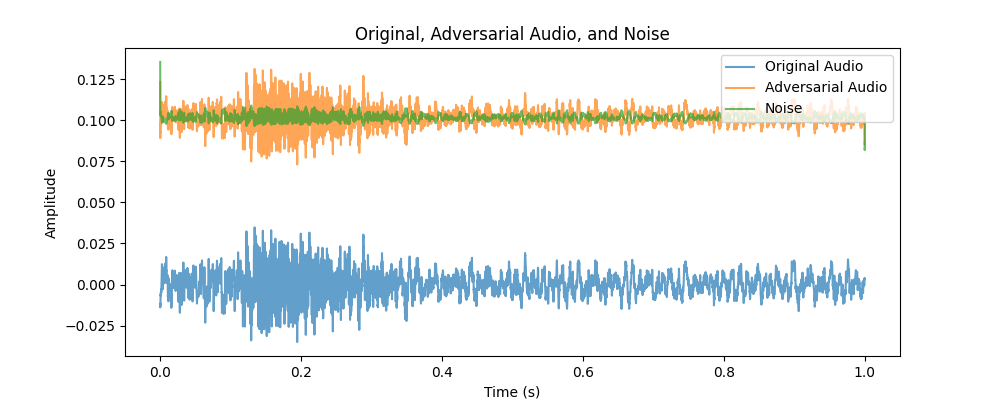 Original, Adversarial Audio, and Noise
Original Audio
Adversarial Audio
Noise
Amplitude
0.125
0.100
0.075
0.050
0.025
0.000
−0.025
0.0
0.2
0.4
0.6
0.8
1.0
Time (s)